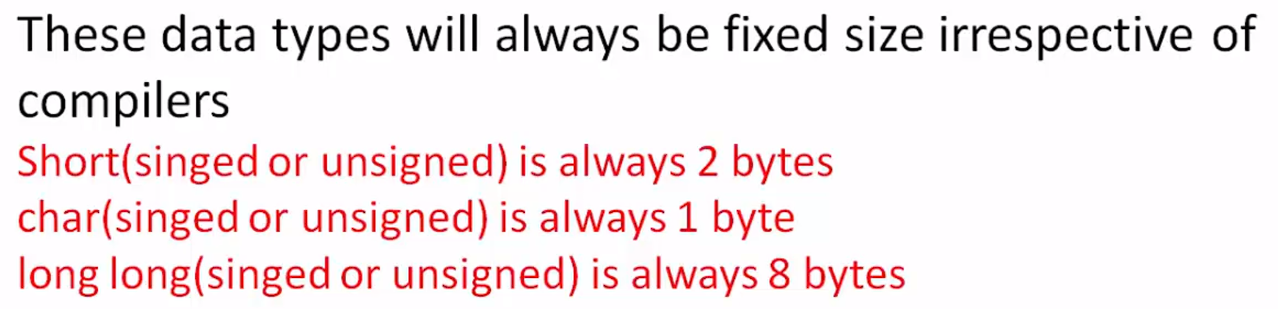 These data types will always be fixed size irrespective of
compilers
Short(singed or unsigned) is always 2 bytes
char(singed or unsigned) is always 1 byte
long long(singed or unsigned) is always 8 bytes